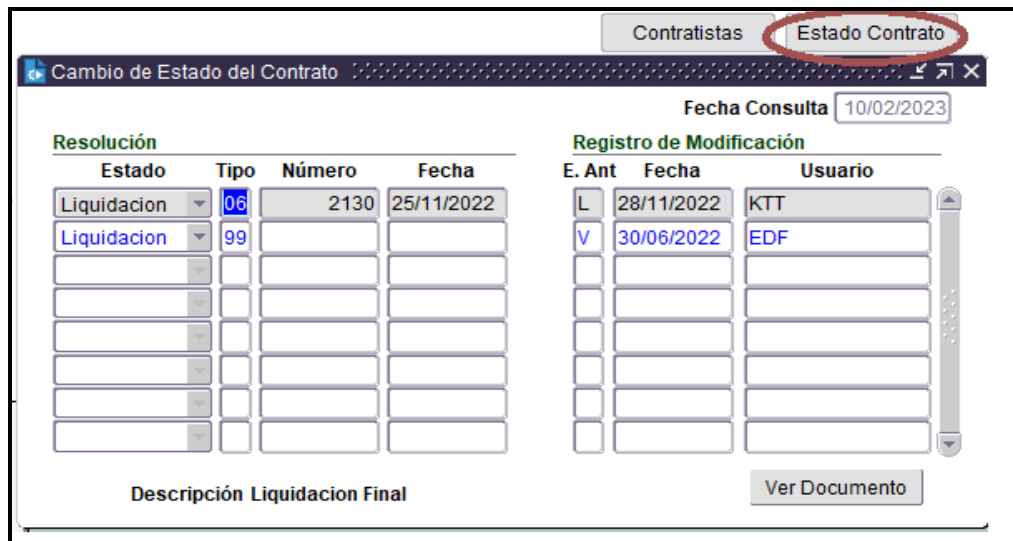 Contratistas Estado Contrato
Cambio de Estado del Contrato
Fecha Consulta 10/02/2023
Resolución Registro de Modificación
Estado Tipo Número Fecha E. Ant Fecha Usuario
Liquidacion 06 2130 25/11/2022 L 28/11/2022 KTT
Liquidacion 99 V 30/06/2022 EDF
Descripción Liquidacion Final Ver Documento